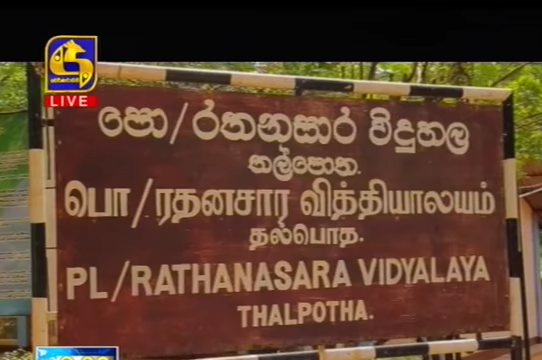 LIVE
පො/රතනසාර විදුහල
තල්පොත.
பொ/ரதனசார வித்தியாலயம்
தல்பொத.
PL/RATHANASARA VIDYALAYA
THALPOTHA.